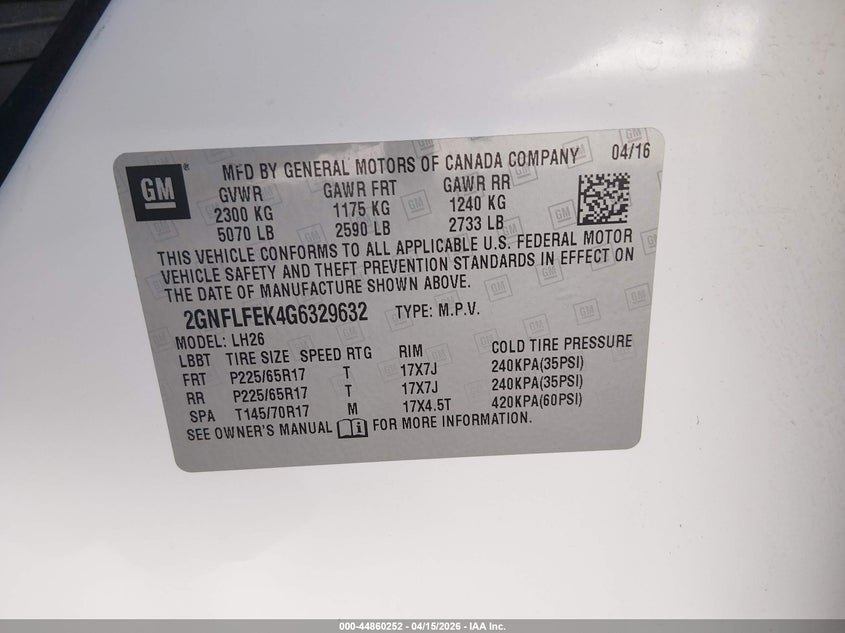 GM
MFD BY GENERAL MOTORS OF CANADA COMPANY 04/16
GVWR GAWR FRT GAWR RR
2300 KG 1175 KG 1240 KG
5070 LB 2590 LB 2733 LB
THIS VEHICLE CONFORMS TO ALL APPLICABLE U.S. FEDERAL MOTOR
VEHICLE SAFETY AND THEFT PREVENTION STANDARDS IN EFFECT ON
THE DATE OF MANUFACTURE SHOWN ABOVE.
2GNFLFEK4G6329632 TYPE: M.P.V.
MODEL: LH26
LBBT TIRE SIZE SPEED RTG RIM COLD TIRE PRESSURE
FRT P225/65R17 T 17X7J 240KPA(35PSI)
RR P225/65R17 T 17X7J 240KPA(35PSI)
SPA T145/70R17 M 17X4.5T 420KPA(60PSI)
SEE OWNER'S MANUAL FOR MORE INFORMATION.
000-44860252 - 04/15/2026 - IAA Inc.